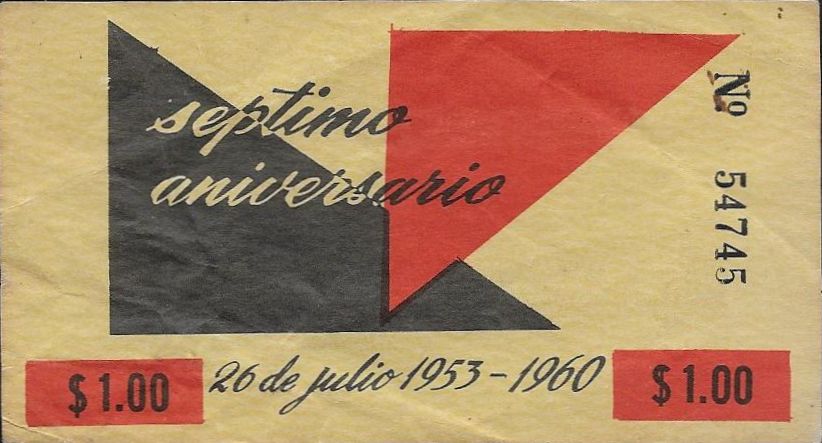 septimo
aniversario
Nº 54745
$1.00
26 de julio 1953-1960
$1.00